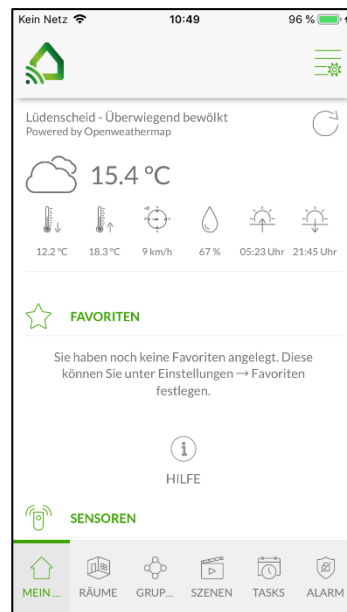 Kein Netz 10:49 96 %
Lüdenscheid - Überwiegend bewölkt
Powered by Openweathermap
15.4 °C
12.2 °C 18.3 °C 9 km/h 67 % 05:23 Uhr 21:45 Uhr
FAVORITEN
Sie haben noch keine Favoriten angelegt. Diese
können Sie unter Einstellungen → Favoriten
festlegen.
HILFE
SENSOREN
MEIN... RÄUME GRUP... SZENEN TASKS ALARM